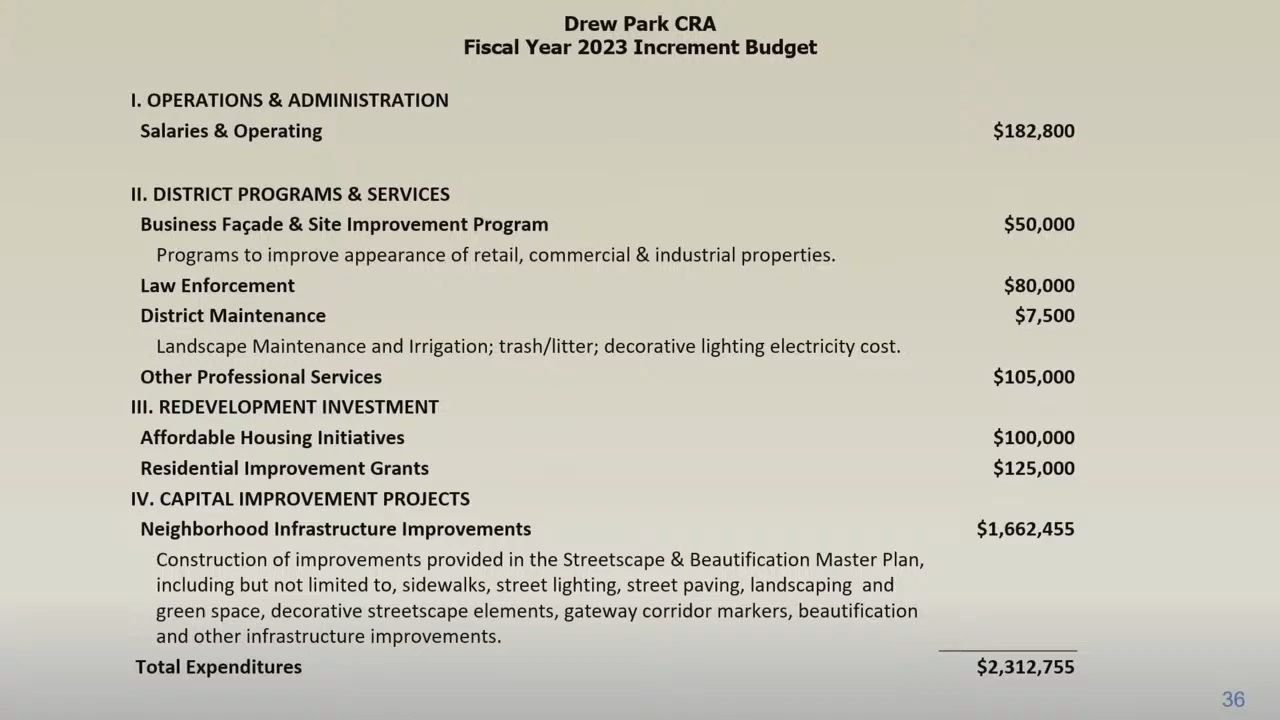 Drew Park CRA
Fiscal Year 2023 Increment Budget
I. OPERATIONS & ADMINISTRATION
Salaries & Operating $182,800
II. DISTRICT PROGRAMS & SERVICES
Business Façade & Site Improvement Program $50,000
Programs to improve appearance of retail, commercial & industrial properties.
Law Enforcement $80,000
District Maintenance $7,500
Landscape Maintenance and Irrigation; trash/litter; decorative lighting electricity cost.
Other Professional Services $105,000
III. REDEVELOPMENT INVESTMENT
Affordable Housing Initiatives $100,000
Residential Improvement Grants $125,000
IV. CAPITAL IMPROVEMENT PROJECTS
Neighborhood Infrastructure Improvements $1,662,455
Construction of improvements provided in the Streetscape & Beautification Master Plan,
including but not limited to, sidewalks, street lighting, street paving, landscaping and
green space, decorative streetscape elements, gateway corridor markers, beautification
and other infrastructure improvements.
Total Expenditures $2,312,755
36